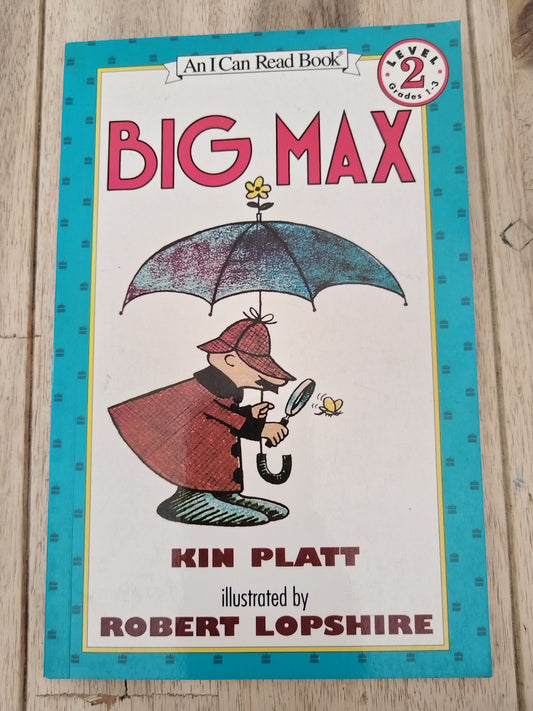 An I Can Read Book®
LEVEL
2
Grades 1-3
BIG MAX
KIN PLATT
illustrated by
ROBERT LOPSHIRE